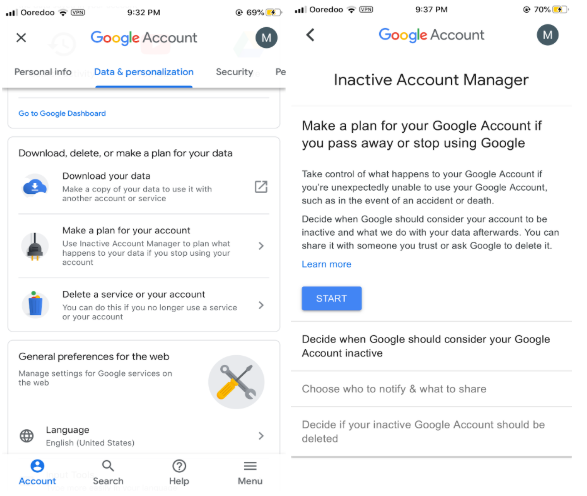 Ooredoo VPN 9:32 PM 69%
Google Account M
Personal info Data & personalization Security Pe
Go to Google Dashboard
Download, delete, or make a plan for your data
Download your data
Make a copy of your data to use it with
another account or service
Make a plan for your account
Use Inactive Account Manager to plan what
happens to your data if you stop using your
account
Delete a service or your account
You can do this if you no longer use a service
or your account
General preferences for the web
Manage settings for Google services on
the web
Language
English (United States)
Account Search Help Menu
Ooredoo VPN 9:37 PM 70%
Google Account M
Inactive Account Manager
Make a plan for your Google Account if
you pass away or stop using Google
Take control of what happens to your Google Account if
you're unexpectedly unable to use your Google Account,
such as in the event of an accident or death.
Decide when Google should consider your account to be
inactive and what we do with your data afterwards. You can
share it with someone you trust or ask Google to delete it.
Learn more
START
Decide when Google should consider your Google
Account inactive
Choose who to notify & what to share
Decide if your inactive Google Account should be
deleted